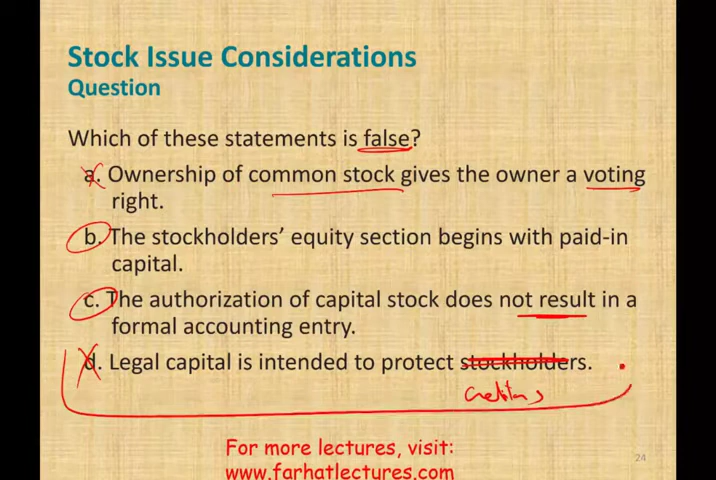 Stock Issue Considerations
Question
Which of these statements is false?
a. Ownership of common stock gives the owner a voting
right.
b. The stockholders’ equity section begins with paid-in
capital.
c. The authorization of capital stock does not result in a
formal accounting entry.
d. Legal capital is intended to protect stockholders.
creditors
For more lectures, visit:
www.farhatlectures.com
24